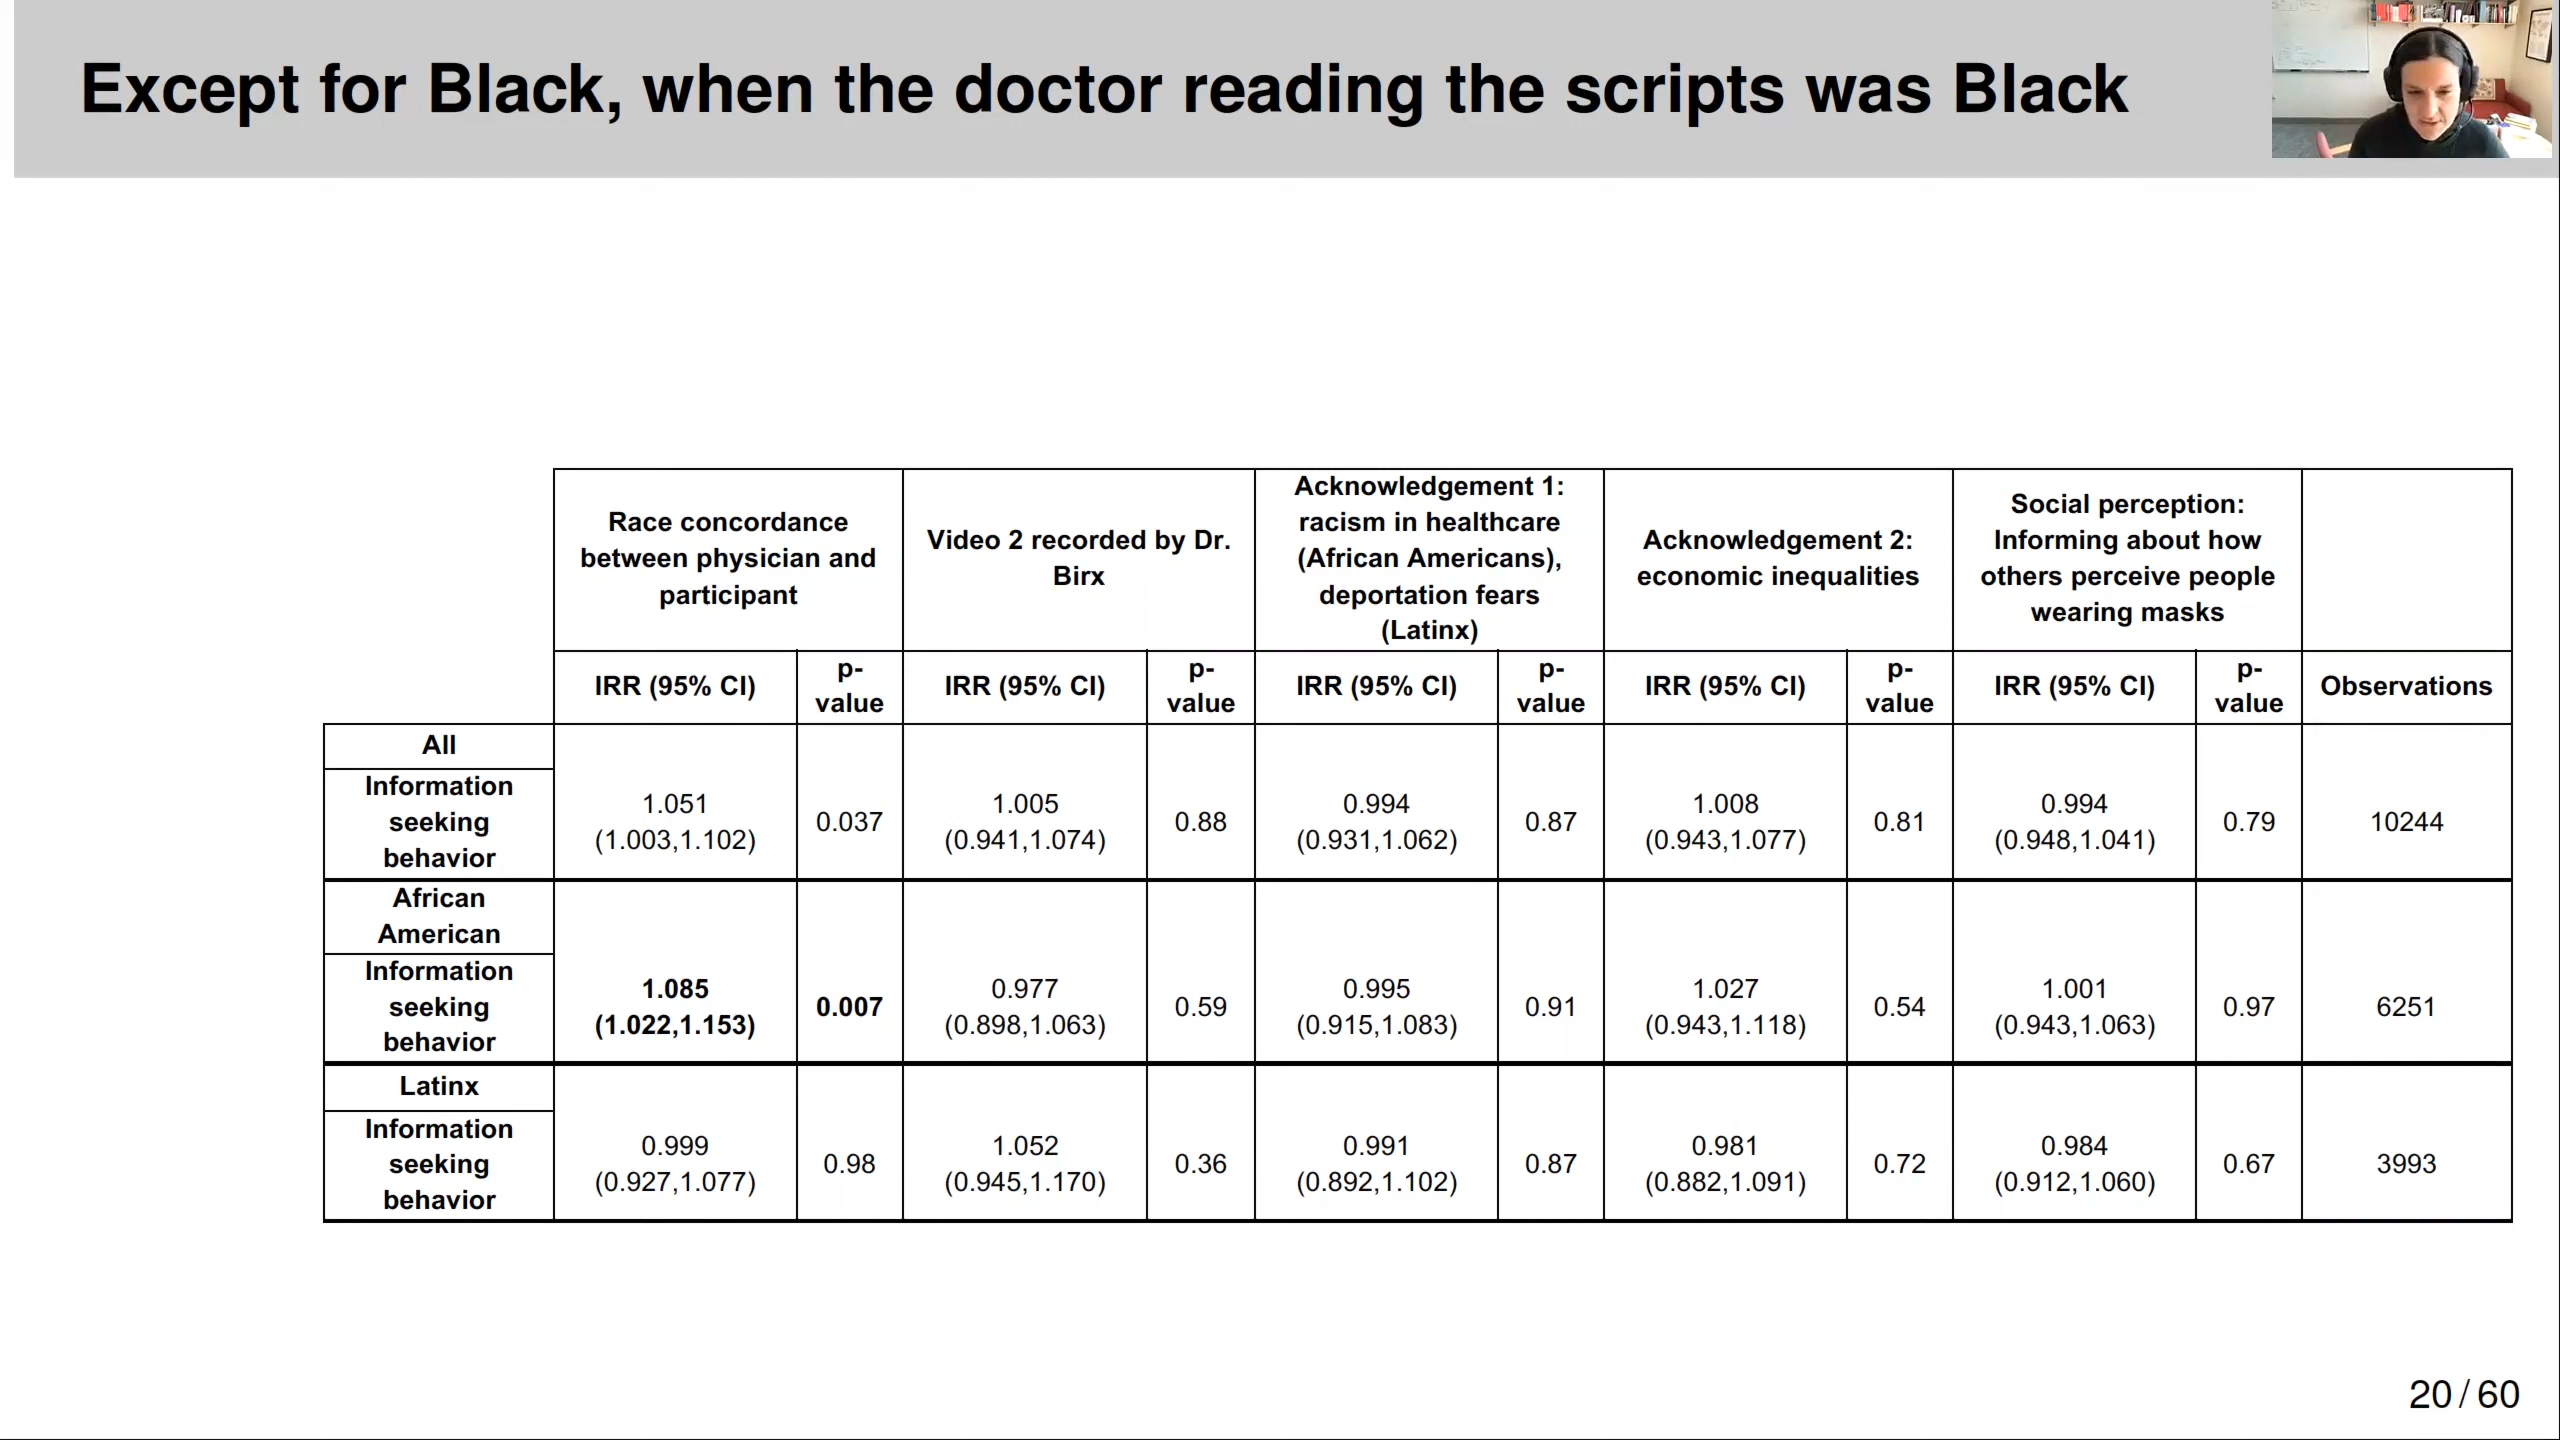 Except for Black, when the doctor reading the scripts was Black
Race concordance
between physician and
participant
Video 2 recorded by Dr.
Birx
Acknowledgement 1:
racism in healthcare
(African Americans),
deportation fears
(Latinx)
Acknowledgement 2:
economic inequalities
Social perception:
Informing about how
others perceive people
wearing masks
IRR (95% CI)
p-
value
IRR (95% CI)
p-
value
IRR (95% CI)
p-
value
IRR (95% CI)
p-
value
IRR (95% CI)
p-
value
Observations
All
Information
seeking
behavior
1.051
(1.003,1.102)
0.037
1.005
(0.941,1.074)
0.88
0.994
(0.931,1.062)
0.87
1.008
(0.943,1.077)
0.81
0.994
(0.948,1.041)
0.79
10244
African
American
Information
seeking
behavior
1.085
(1.022,1.153)
0.007
0.977
(0.898,1.063)
0.59
0.995
(0.915,1.083)
0.91
1.027
(0.943,1.118)
0.54
1.001
(0.943,1.063)
0.97
6251
Latinx
Information
seeking
behavior
0.999
(0.927,1.077)
0.98
1.052
(0.945,1.170)
0.36
0.991
(0.892,1.102)
0.87
0.981
(0.882,1.091)
0.72
0.984
(0.912,1.060)
0.67
3993
20 / 60